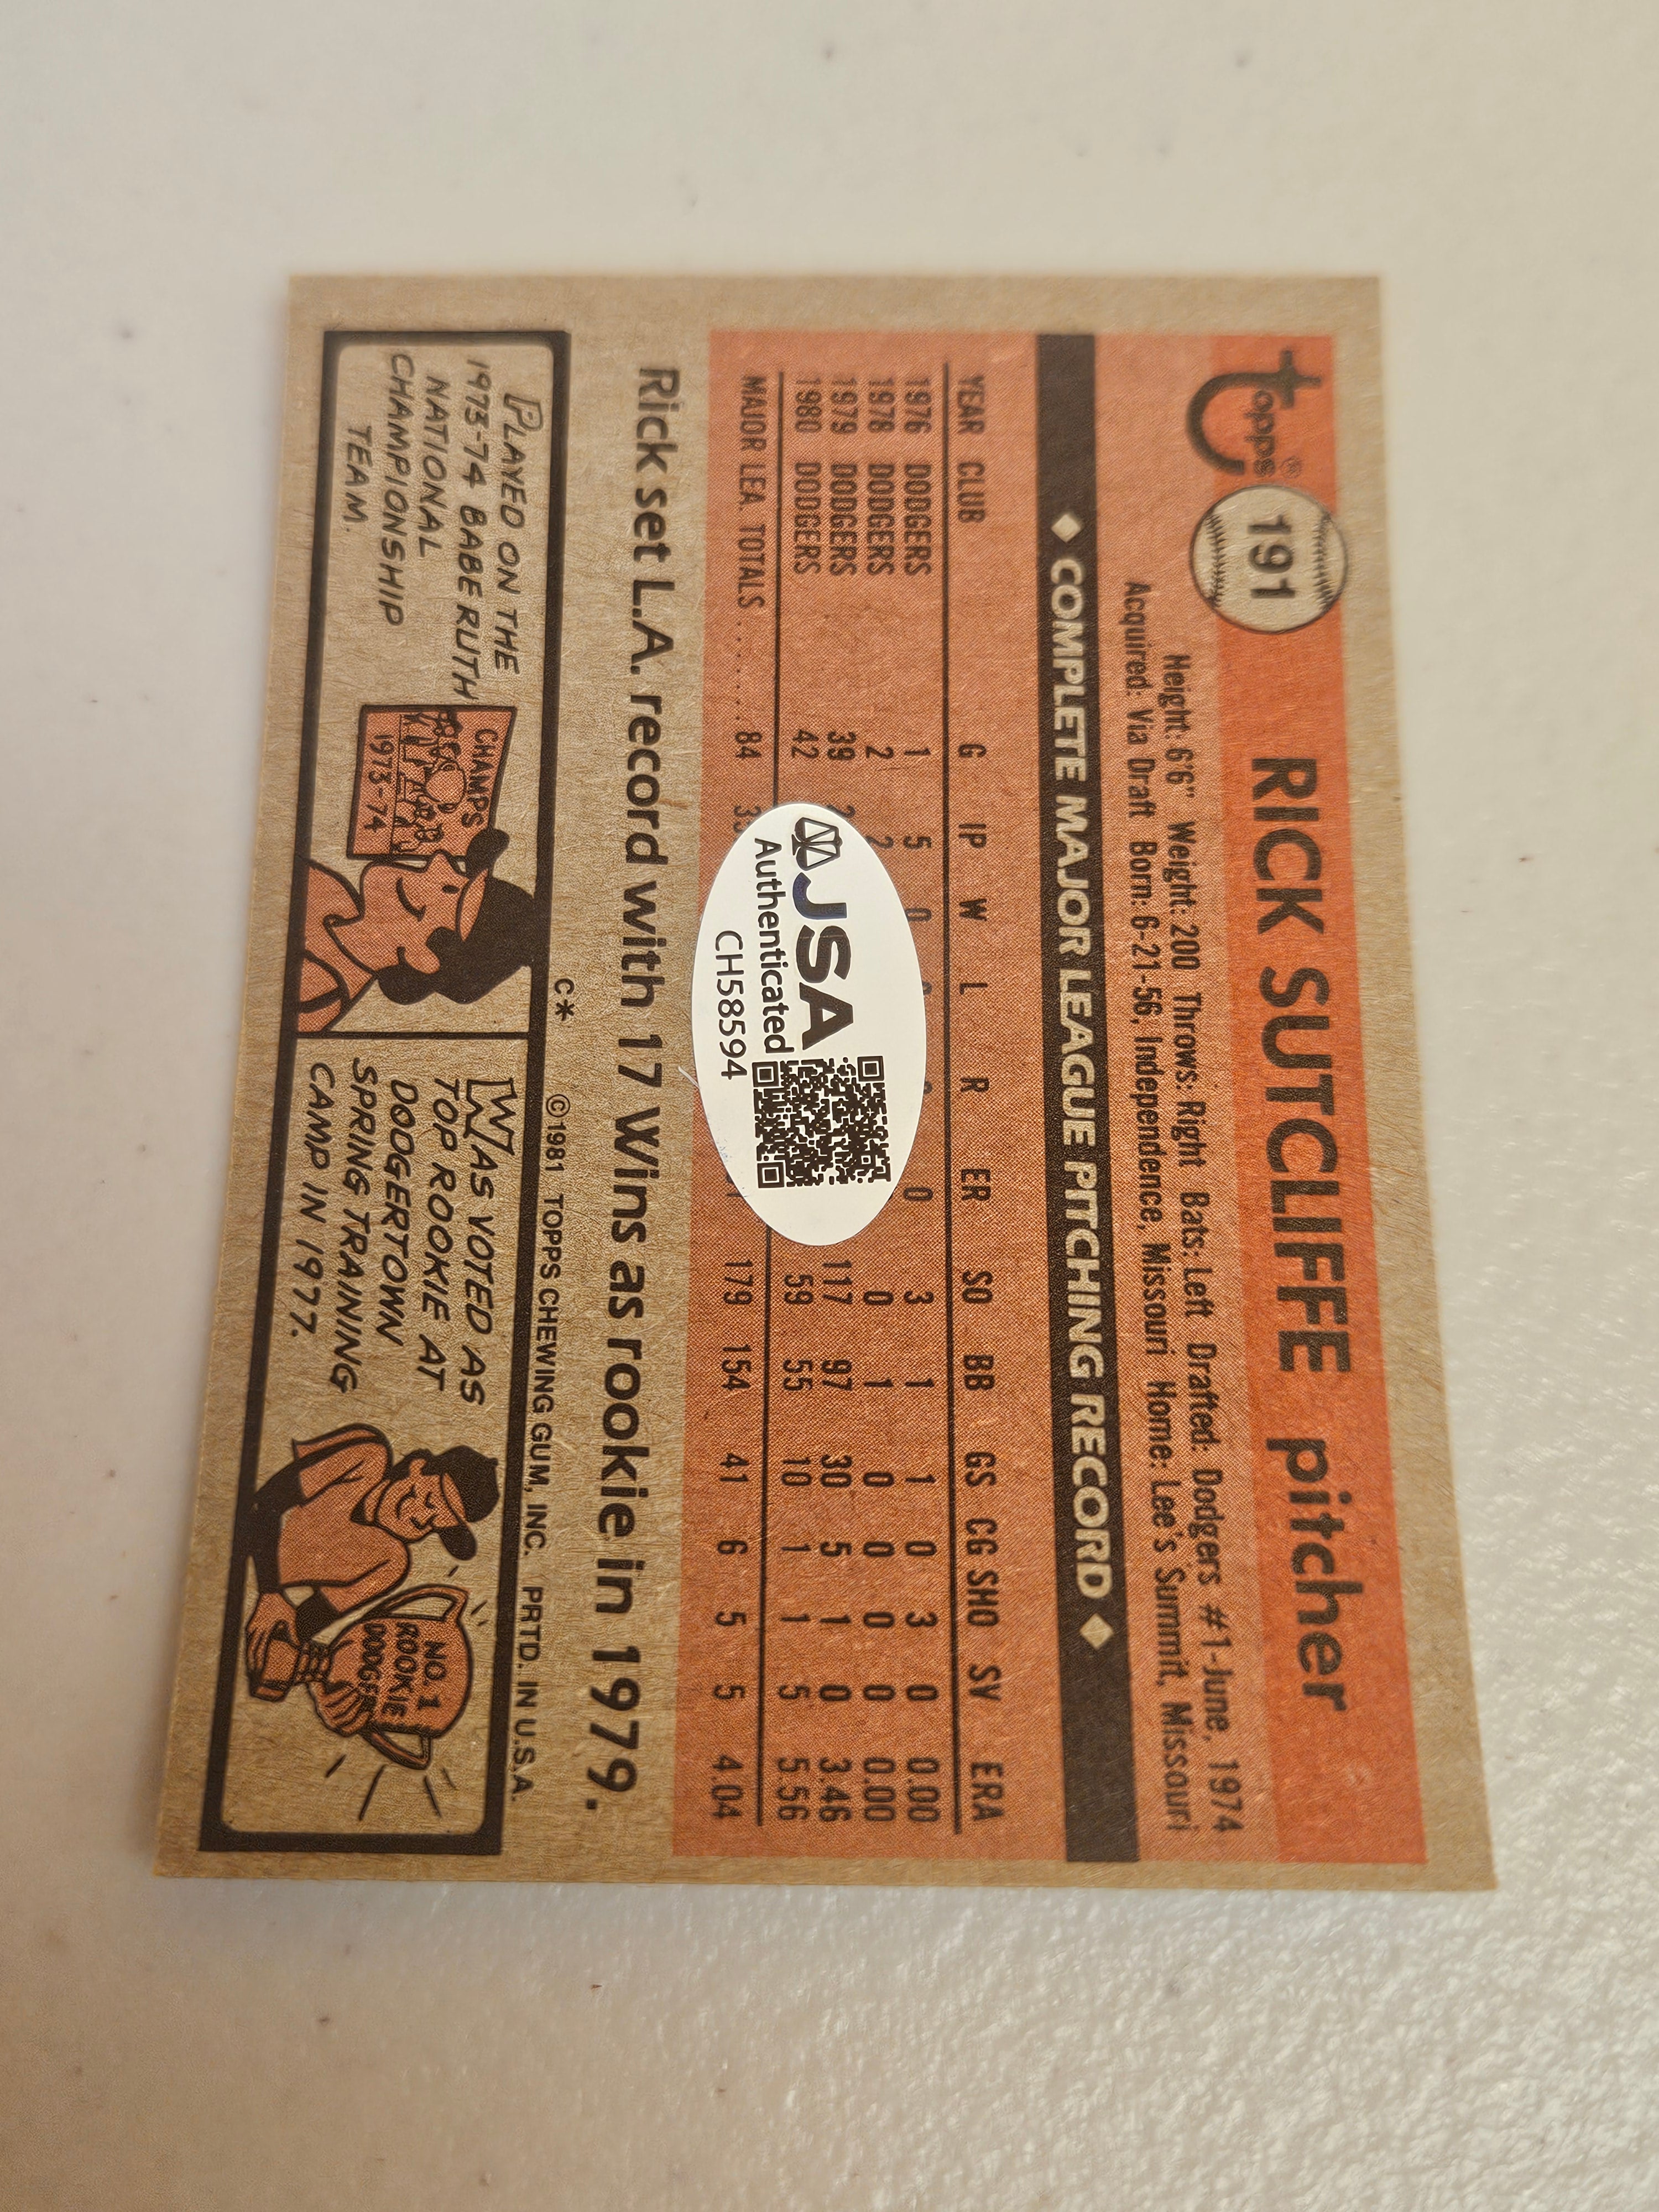 Topps®
191
RICK SUTCLIFFE pitcher
Height: 6'6" Weight: 200 Throws: Right Bats: Left Drafted: Dodgers #1-June, 1974
Acquired: Via Draft Born: 6-21-56, Independence, Missouri Home: Lee's Summit, Missouri
◆ COMPLETE MAJOR LEAGUE PITCHING RECORD ◆
YEAR CLUB G IP W L R ER SO BB GS CG SHO SV ERA
1976 DODGERS 1 5 0 0 3 1 1 0 3 0 0.00
1978 DODGERS 2 2 0 1 0 0 0 0 0.00
1979 DODGERS 39 117 97 30 5 1 0 3.46
1980 DODGERS 42 59 55 10 1 1 5 5.56
MAJOR LEA. TOTALS ...... 84 179 154 41 6 5 5 4.04
JSA
Authenticated
CH58594
Rick set L.A. record with 17 Wins as rookie in 1979.
C* ©1981 TOPPS CHEWING GUM, INC. PRTD. IN U.S.A.
PLAYED ON THE
1973-74 BABE RUTH
NATIONAL
CHAMPIONSHIP
TEAM.
CHAMPS
1973-74
WAS VOTED AS
TOP ROOKIE AT
DODGERTOWN
SPRING TRAINING
CAMP IN 1977.
NO. 1
ROOKIE
DODGER